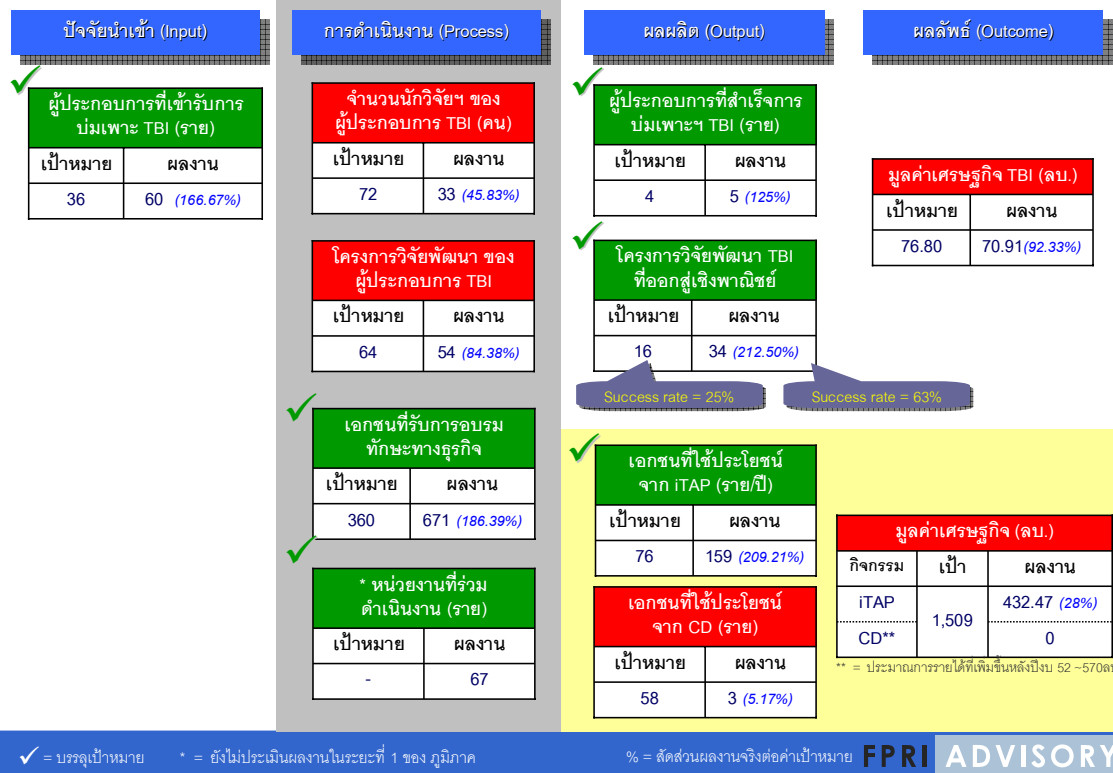 ปัจจัยนำเข้า (Input)
ผู้ประกอบการที่เข้ารับการ
บ่มเพาะ TBI (ราย)
เป้าหมาย ผลงาน
36 60 (166.67%)
การดำเนินงาน (Process)
จำนวนนักวิจัยฯ ของ
ผู้ประกอบการ TBI (คน)
เป้าหมาย ผลงาน
72 33 (45.83%)
โครงการวิจัยพัฒนา ของ
ผู้ประกอบการ TBI
เป้าหมาย ผลงาน
64 54 (84.38%)
เอกชนที่รับการอบรม
ทักษะทางธุรกิจ
เป้าหมาย ผลงาน
360 671 (186.39%)
* หน่วยงานที่ร่วม
ดำเนินงาน (ราย)
เป้าหมาย ผลงาน
- 67
ผลผลิต (Output)
ผู้ประกอบการที่สำเร็จการ
บ่มเพาะฯ TBI (ราย)
เป้าหมาย ผลงาน
4 5 (125%)
โครงการวิจัยพัฒนา TBI
ที่ออกสู่เชิงพาณิชย์
เป้าหมาย ผลงาน
16 34 (212.50%)
Success rate = 25% Success rate = 63%
เอกชนที่ใช้ประโยชน์
จาก iTAP (ราย/ปี)
เป้าหมาย ผลงาน
76 159 (209.21%)
เอกชนที่ใช้ประโยชน์
จาก CD (ราย)
เป้าหมาย ผลงาน
58 3 (5.17%)
ผลลัพธ์ (Outcome)
มูลค่าเศรษฐกิจ TBI (ลบ.)
เป้าหมาย ผลงาน
76.80 70.91(92.33%)
มูลค่าเศรษฐกิจ (ลบ.)
กิจกรรม เป้า ผลงาน
iTAP 1,509 432.47 (28%)
CD** 0
** = ประมาณการรายได้ที่เพิ่มขึ้นหลังปีงบ 52 ~570ลบ
= บรรลุเป้าหมาย * = ยังไม่ประเมินผลงานในระยะที่ 1 ของ ภูมิภาค % = สัดส่วนผลงานจริงต่อค่าเป้าหมาย FPRI ADVISORY